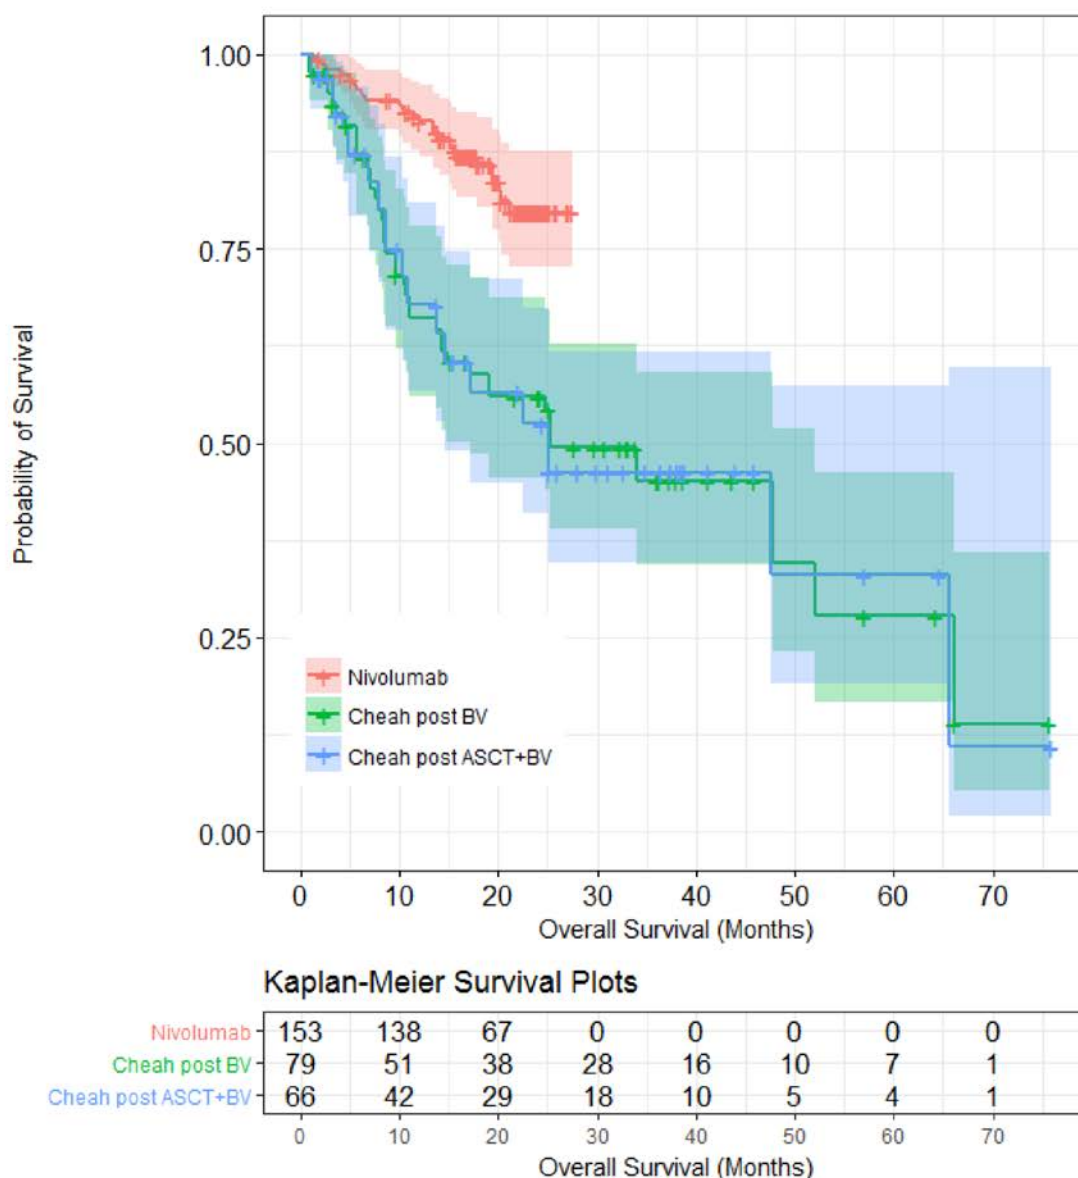 1.00
0.75
0.50
0.25
0.00
Probability of Survival
Nivolumab
Cheah post BV
Cheah post ASCT+BV
0 10 20 30 40 50 60 70
Overall Survival (Months)
Kaplan-Meier Survival Plots
Nivolumab 153 138 67 0 0 0 0 0
Cheah post BV 79 51 38 28 16 10 7 1
Cheah post ASCT+BV 66 42 29 18 10 5 4 1
0 10 20 30 40 50 60 70
Overall Survival (Months)